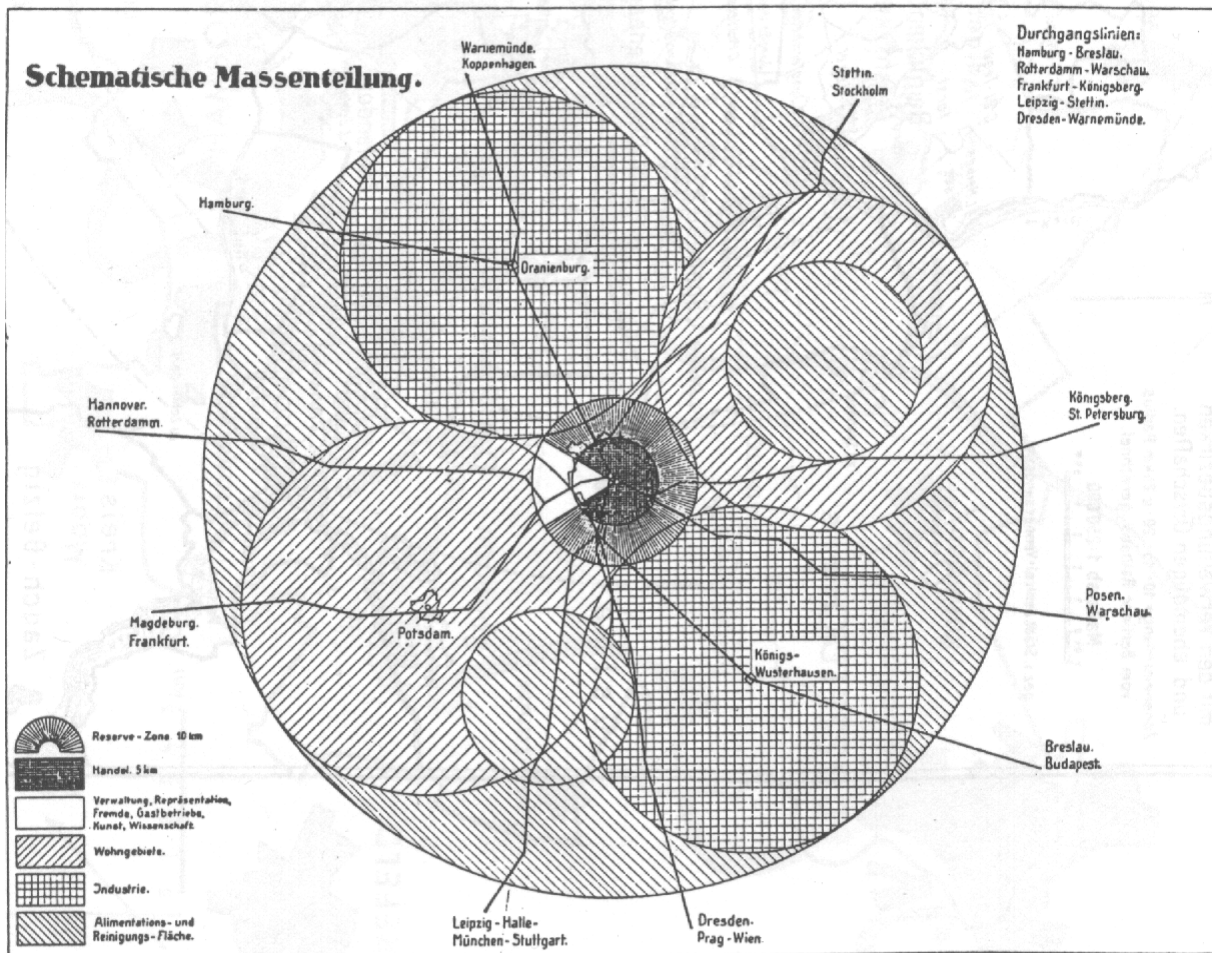 Schematische Massenteilung.
Warnemünde.
Koppenhagen.
Stettin.
Stockholm
Durchgangslinien:
Hamburg - Breslau.
Rotterdamm - Warschau.
Frankfurt - Königsberg.
Leipzig - Stettin.
Dresden - Warnemünde.
Hamburg.
Oranienburg.
Hannover.
Rotterdamm.
Königsberg.
St. Petersburg.
Magdeburg.
Frankfurt.
Potsdam.
Posen.
Warschau.
Königs-
Wusterhausen.
Breslau.
Budapest.
Leipzig - Halle -
München - Stuttgart.
Dresden.
Prag - Wien.
Reserve - Zone 10 km
Handel. 5 km
Verwaltung, Repräsentation,
Fremde, Gastbetriebe,
Kunst, Wissenschaft.
Wohngebiete.
Industrie.
Alimentations - und
Reinigungs - Fläche.